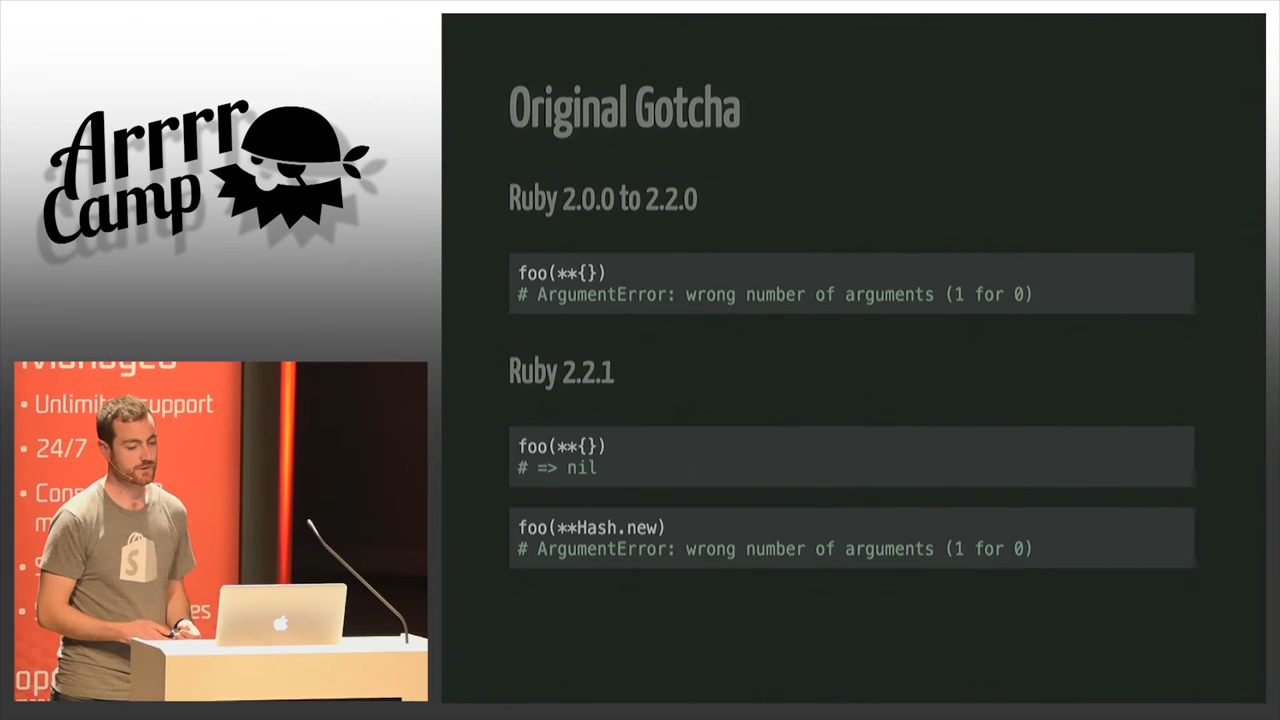 Arrrr
Camp
Original Gotcha
Ruby 2.0.0 to 2.2.0
foo(**{})
# ArgumentError: wrong number of arguments (1 for 0)
Ruby 2.2.1
foo(**{})
# => nil
foo(**Hash.new)
# ArgumentError: wrong number of arguments (1 for 0)
Managed
• Unlimited support
• 24/7
S